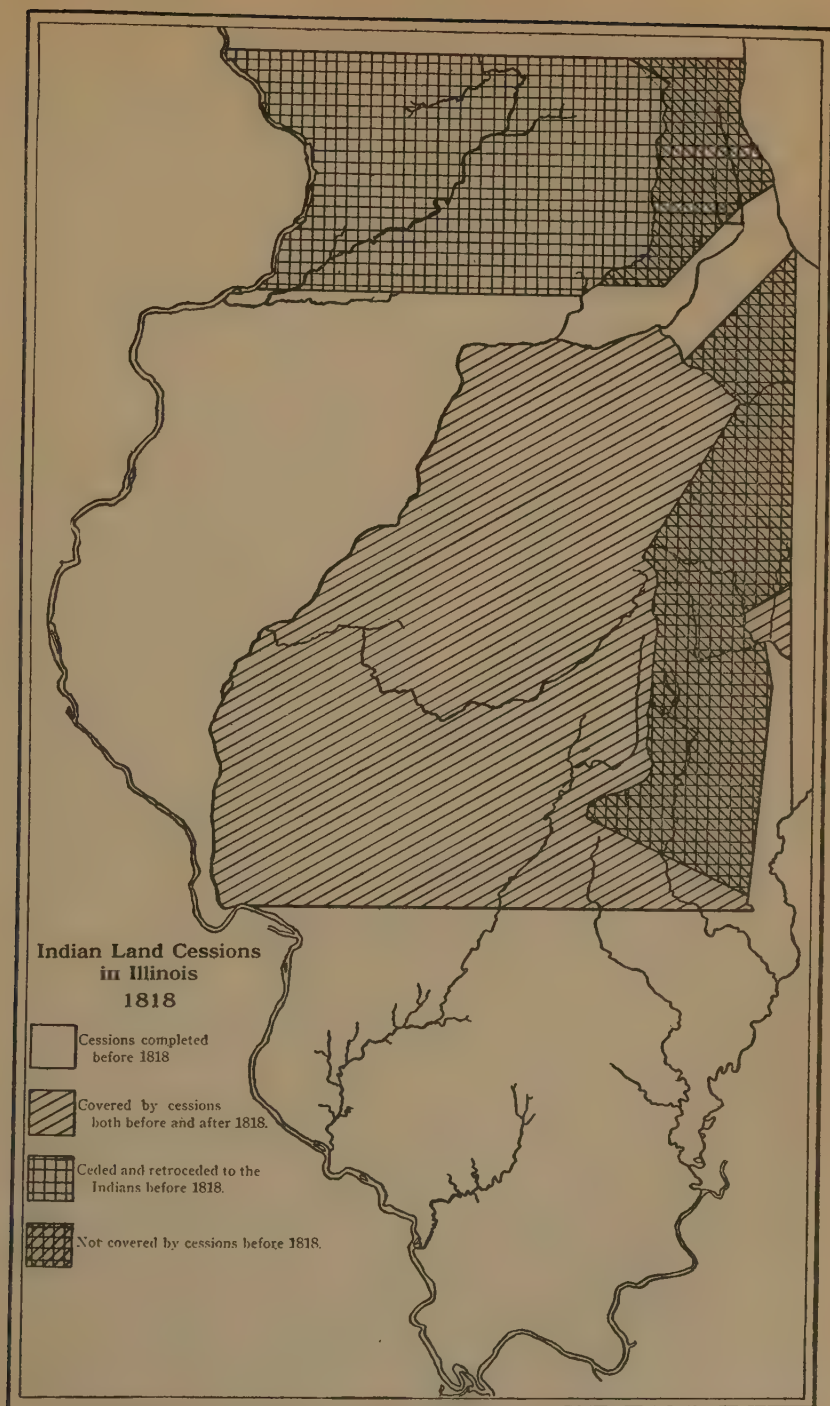 Indian Land Cessions
in Illinois
1818
Cessions completed
before 1818
Covered by cessions
both before and after 1818.
Ceded and retroceded to the
Indians before 1818.
Not covered by cessions before 1818.